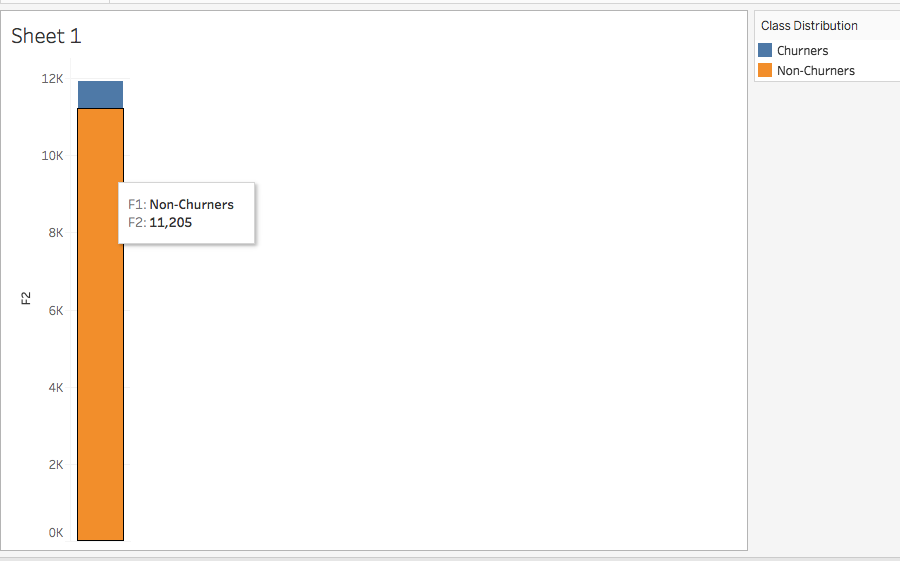 Sheet 1
12K
10K
8K
6K
4K
2K
0K
F2
F1: Non-Churners
F2: 11,205
Class Distribution
Churners
Non-Churners